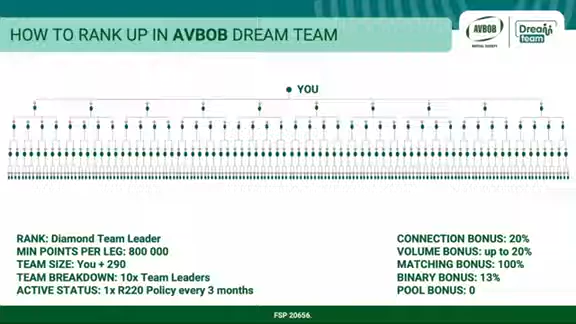 HOW TO RANK UP IN AVBOB DREAM TEAM
AVBOB
MUTUAL SOCIETY
Dream
team
YOU
RANK: Diamond Team Leader
MIN POINTS PER LEG: 800 000
TEAM SIZE: You + 290
TEAM BREAKDOWN: 10x Team Leaders
ACTIVE STATUS: 1x R220 Policy every 3 months
CONNECTION BONUS: 20%
VOLUME BONUS: up to 20%
MATCHING BONUS: 100%
BINARY BONUS: 13%
POOL BONUS: 0
FSP 20656.